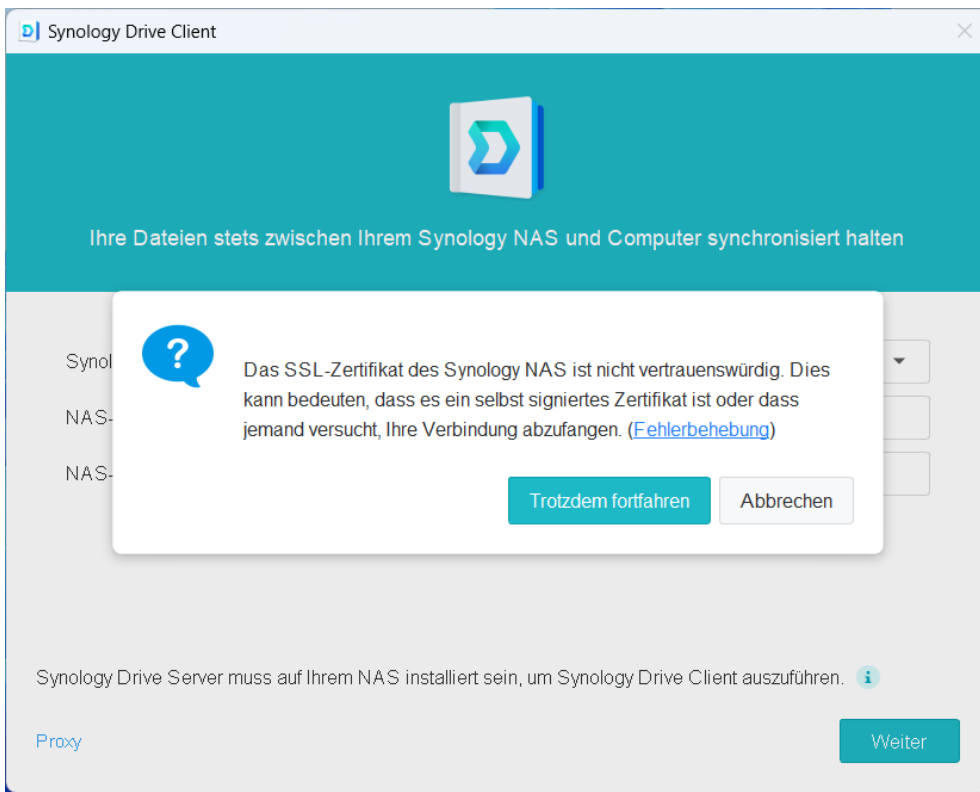 Synology Drive Client
Ihre Dateien stets zwischen Ihrem Synology NAS und Computer synchronisiert halten
Das SSL-Zertifikat des Synology NAS ist nicht vertrauenswürdig. Dies
kann bedeuten, dass es ein selbst signiertes Zertifikat ist oder dass
jemand versucht, Ihre Verbindung abzufangen. (Fehlerbehebung)
Trotzdem fortfahren
Abbrechen
NAS-
NAS-
Synology Drive Server muss auf Ihrem NAS installiert sein, um Synology Drive Client auszuführen.
Proxy
Weiter